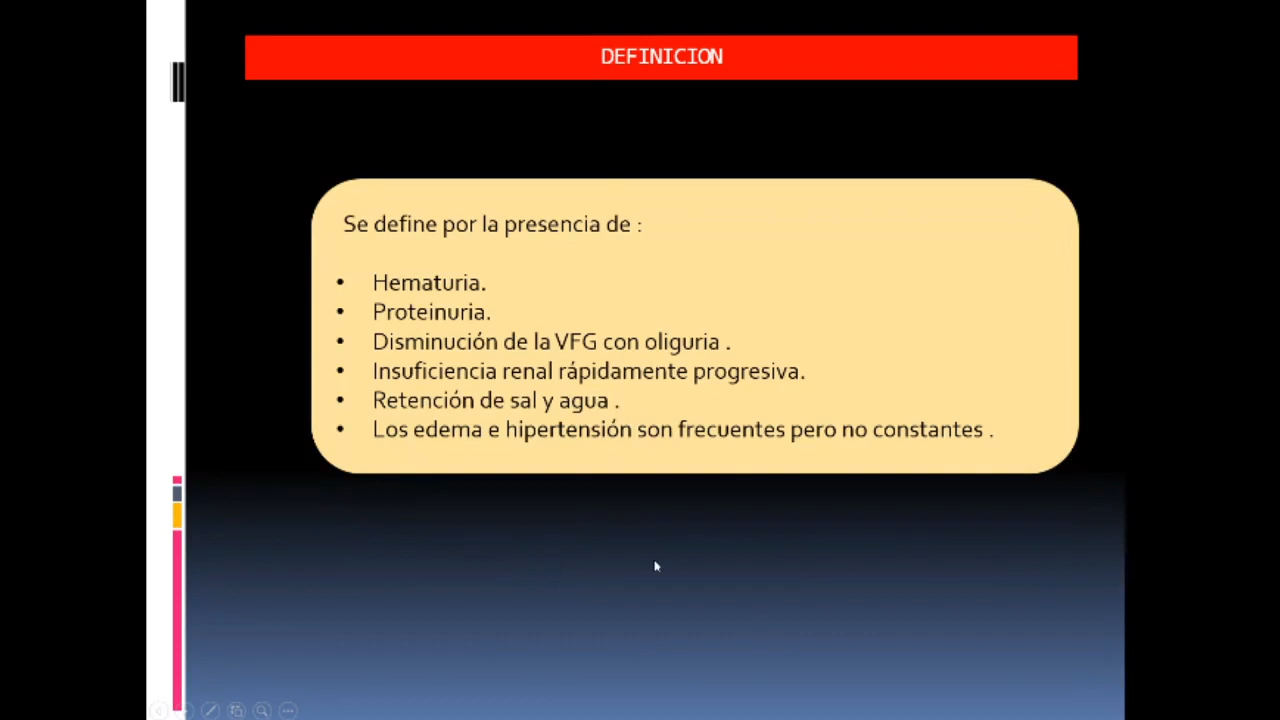 DEFINICION
Se define por la presencia de :
• Hematuria.
• Proteinuria.
• Disminución de la VFG con oliguria .
• Insuficiencia renal rápidamente progresiva.
• Retención de sal y agua .
• Los edema e hipertensión son frecuentes pero no constantes .